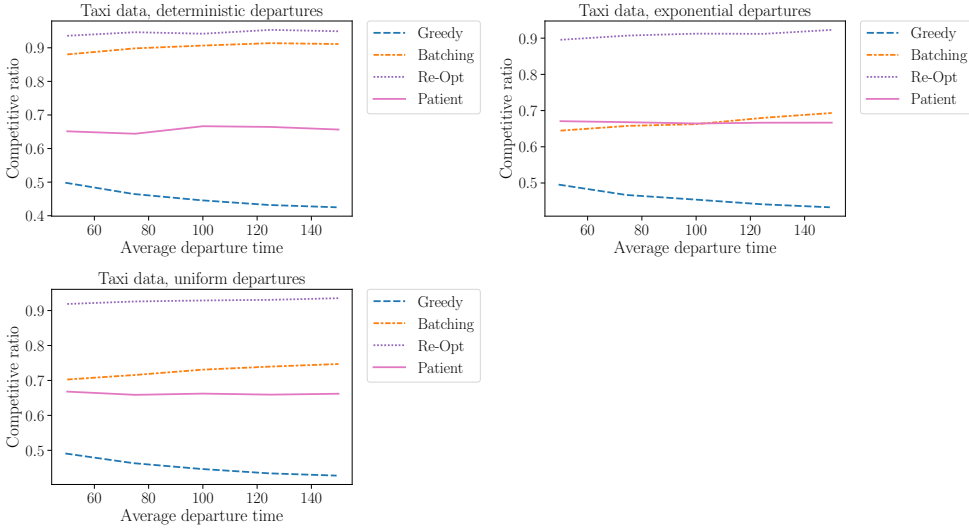 Taxi data, deterministic departures
Competitive ratio
0.9
0.8
0.7
0.6
0.5
0.4
60 80 100 120 140
Average departure time
Greedy
Batching
Re-Opt
Patient
Taxi data, exponential departures
Competitive ratio
0.9
0.8
0.7
0.6
0.5
60 80 100 120 140
Average departure time
Greedy
Batching
Re-Opt
Patient
Taxi data, uniform departures
Competitive ratio
0.9
0.8
0.7
0.6
0.5
60 80 100 120 140
Average departure time
Greedy
Batching
Re-Opt
Patient